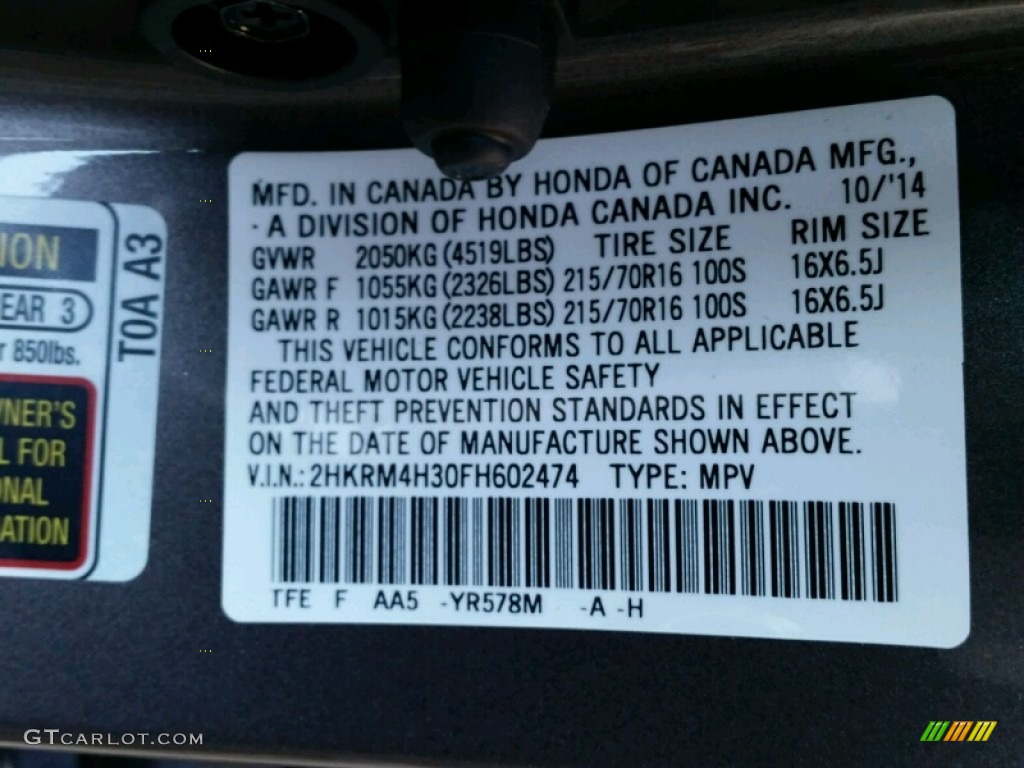 MFD. IN CANADA BY HONDA OF CANADA MFG.,
- A DIVISION OF HONDA CANADA INC. 10/'14
GVWR 2050KG (4519LBS) TIRE SIZE RIM SIZE
GAWR F 1055KG (2326LBS) 215/70R16 100S 16X6.5J
GAWR R 1015KG (2238LBS) 215/70R16 100S 16X6.5J
THIS VEHICLE CONFORMS TO ALL APPLICABLE
FEDERAL MOTOR VEHICLE SAFETY
AND THEFT PREVENTION STANDARDS IN EFFECT
ON THE DATE OF MANUFACTURE SHOWN ABOVE.
V.I.N.: 2HKRM4H30FH602474 TYPE: MPV
TFE F AA5 -YR578M -A -H
ION
EAR 3
r 850lbs.
WNER'S
L FOR
ONAL
ATION
T0A A3
GTCARLOT.COM